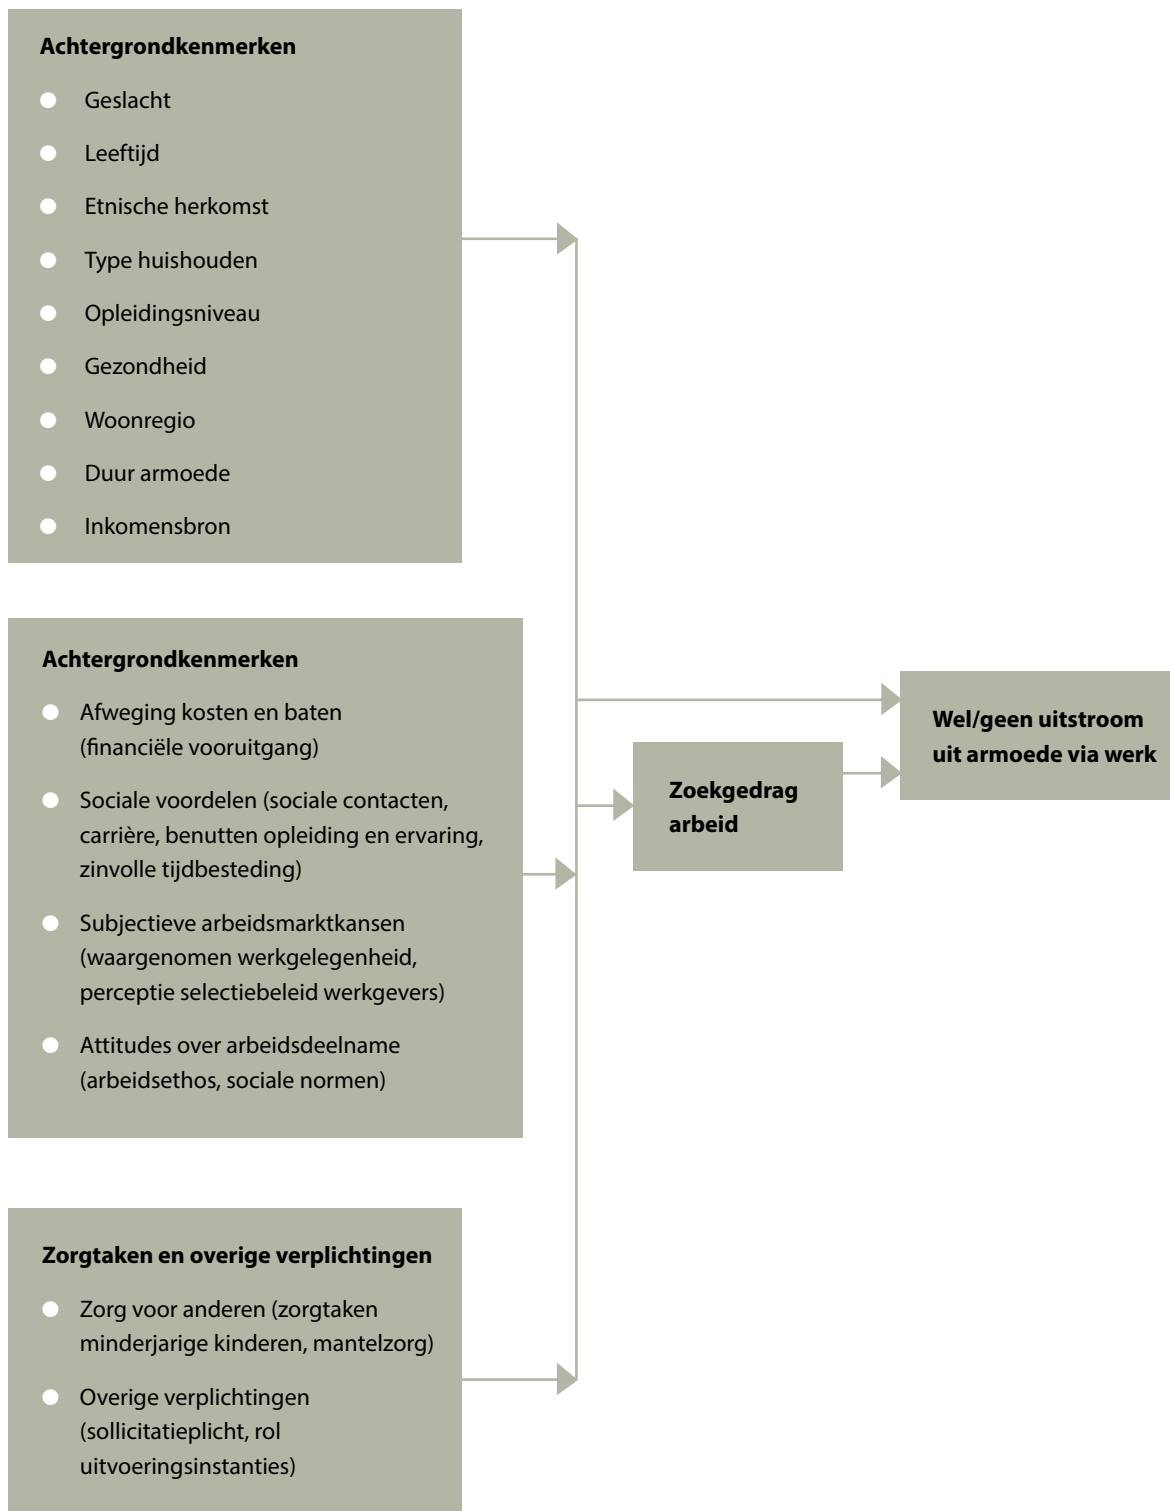 Achtergrondkenmerken
Geslacht
Leeftijd
Etnische herkomst
Type huishouden
Opleidingsniveau
Gezondheid
Woonregio
Duur armoede
Inkomensbron
Achtergrondkenmerken
Afweging kosten en baten
(financiële vooruitgang)
Sociale voordelen (sociale contacten,
carrière, benutten opleiding en ervaring,
zinvolle tijdbesteding)
Subjectieve arbeidsmarktkansen
(waargenomen werkgelegenheid,
perceptie selectiebeleid werkgevers)
Attitudes over arbeidsdeelname
(arbeidsethos, sociale normen)
Zorgtaken en overige verplichtingen
Zorg voor anderen (zorgtaken
minderjarige kinderen, mantelzorg)
Overige verplichtingen
(sollicitatieplicht, rol
uitvoeringsinstanties)
Zoekgedrag
arbeid
Wel/geen uitstroom
uit armoede via werk